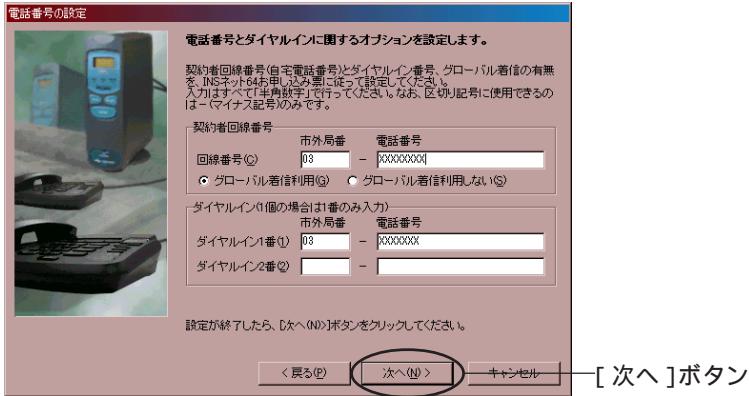 電話番号の設定
電話番号とダイヤルインに関するオプションを設定します。
契約者回線番号(自宅電話番号)とダイヤルイン番号、グローバル着信の有無
を、INSネット64お申し込み票に従って設定してください。
入力はすべて「半角数字」で行ってください。なお、区切り記号に使用できるの
は－(マイナス記号)のみです。
契約者回線番号
市外局番 電話番号
回線番号(C) 03 － XXXXXXXX
グローバル着信利用(G) グローバル着信利用しない(S)
ダイヤルイン(1個の場合は1番のみ入力)
市外局番 電話番号
ダイヤルイン1番(1) 03 － XXXXXXX
ダイヤルイン2番(2) －
設定が終了したら、[次へ(N)>]ボタンをクリックしてください。
< 戻る(P) 次へ(N) > キャンセル
[ 次へ ]ボタン